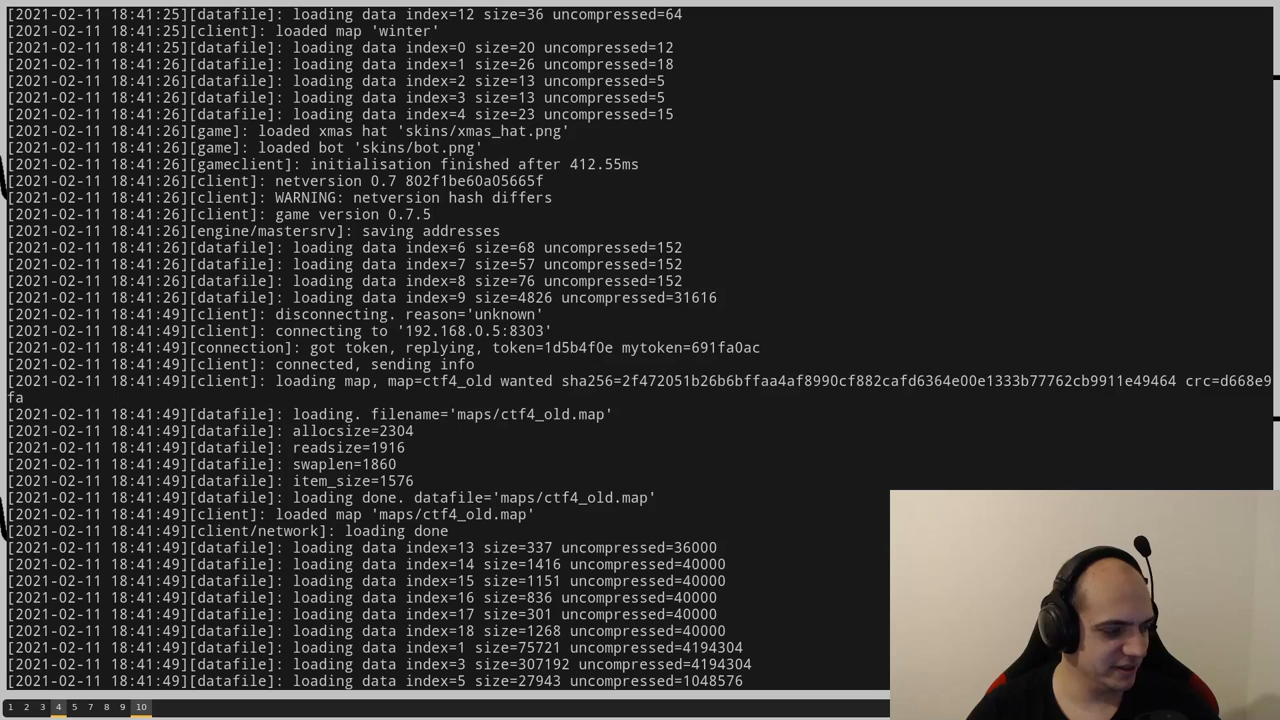 [2021-02-11 18:41:25][datafile]: loading data index=12 size=36 uncompressed=64
[2021-02-11 18:41:25][client]: loaded map 'winter'
[2021-02-11 18:41:26][datafile]: loading data index=0 size=20 uncompressed=12
[2021-02-11 18:41:26][datafile]: loading data index=1 size=26 uncompressed=18
[2021-02-11 18:41:26][datafile]: loading data index=2 size=13 uncompressed=5
[2021-02-11 18:41:26][datafile]: loading data index=3 size=13 uncompressed=5
[2021-02-11 18:41:26][datafile]: loading data index=4 size=23 uncompressed=15
[2021-02-11 18:41:26][game]: loaded xmas hat 'skins/xmas_hat.png'
[2021-02-11 18:41:26][game]: loaded bot 'skins/bot.png'
[2021-02-11 18:41:26][gameclient]: initialisation finished after 412.55ms
[2021-02-11 18:41:26][client]: netversion 0.7 802f1be60a05665f
[2021-02-11 18:41:26][client]: WARNING: netversion hash differs
[2021-02-11 18:41:26][client]: game version 0.7.5
[2021-02-11 18:41:26][engine/mastersrv]: saving addresses
[2021-02-11 18:41:26][datafile]: loading data index=6 size=68 uncompressed=152
[2021-02-11 18:41:26][datafile]: loading data index=7 size=57 uncompressed=152
[2021-02-11 18:41:26][datafile]: loading data index=8 size=76 uncompressed=152
[2021-02-11 18:41:26][datafile]: loading data index=9 size=4826 uncompressed=31616
[2021-02-11 18:41:49][client]: disconnecting. reason='unknown'
[2021-02-11 18:41:49][client]: connecting to '192.168.0.5:8303'
[2021-02-11 18:41:49][connection]: got token, replying, token=1d5b4f0e mytoken=691fa0ac
[2021-02-11 18:41:49][client]: connected, sending info
[2021-02-11 18:41:49][client]: loading map, map=ctf4_old wanted sha256=2f472051b26b6bffaa4af8990cf882cafd6364e00e1333b77762cb9911e49464 crc=d668e9
fa
[2021-02-11 18:41:49][datafile]: loading. filename='maps/ctf4_old.map'
[2021-02-11 18:41:49][datafile]: allocsize=2304
[2021-02-11 18:41:49][datafile]: readsize=1916
[2021-02-11 18:41:49][datafile]: swaplen=1860
[2021-02-11 18:41:49][datafile]: item_size=1576
[2021-02-11 18:41:49][datafile]: loading done. datafile='maps/ctf4_old.map'
[2021-02-11 18:41:49][client]: loaded map 'maps/ctf4_old.map'
[2021-02-11 18:41:49][client/network]: loading done
[2021-02-11 18:41:49][datafile]: loading data index=13 size=337 uncompressed=36000
[2021-02-11 18:41:49][datafile]: loading data index=14 size=1416 uncompressed=40000
[2021-02-11 18:41:49][datafile]: loading data index=15 size=1151 uncompressed=40000
[2021-02-11 18:41:49][datafile]: loading data index=16 size=836 uncompressed=40000
[2021-02-11 18:41:49][datafile]: loading data index=17 size=301 uncompressed=40000
[2021-02-11 18:41:49][datafile]: loading data index=18 size=1268 uncompressed=40000
[2021-02-11 18:41:49][datafile]: loading data index=1 size=75721 uncompressed=4194304
[2021-02-11 18:41:49][datafile]: loading data index=3 size=307192 uncompressed=4194304
[2021-02-11 18:41:49][datafile]: loading data index=5 size=27943 uncompressed=1048576
1 2 3 4 5 7 8 9 10